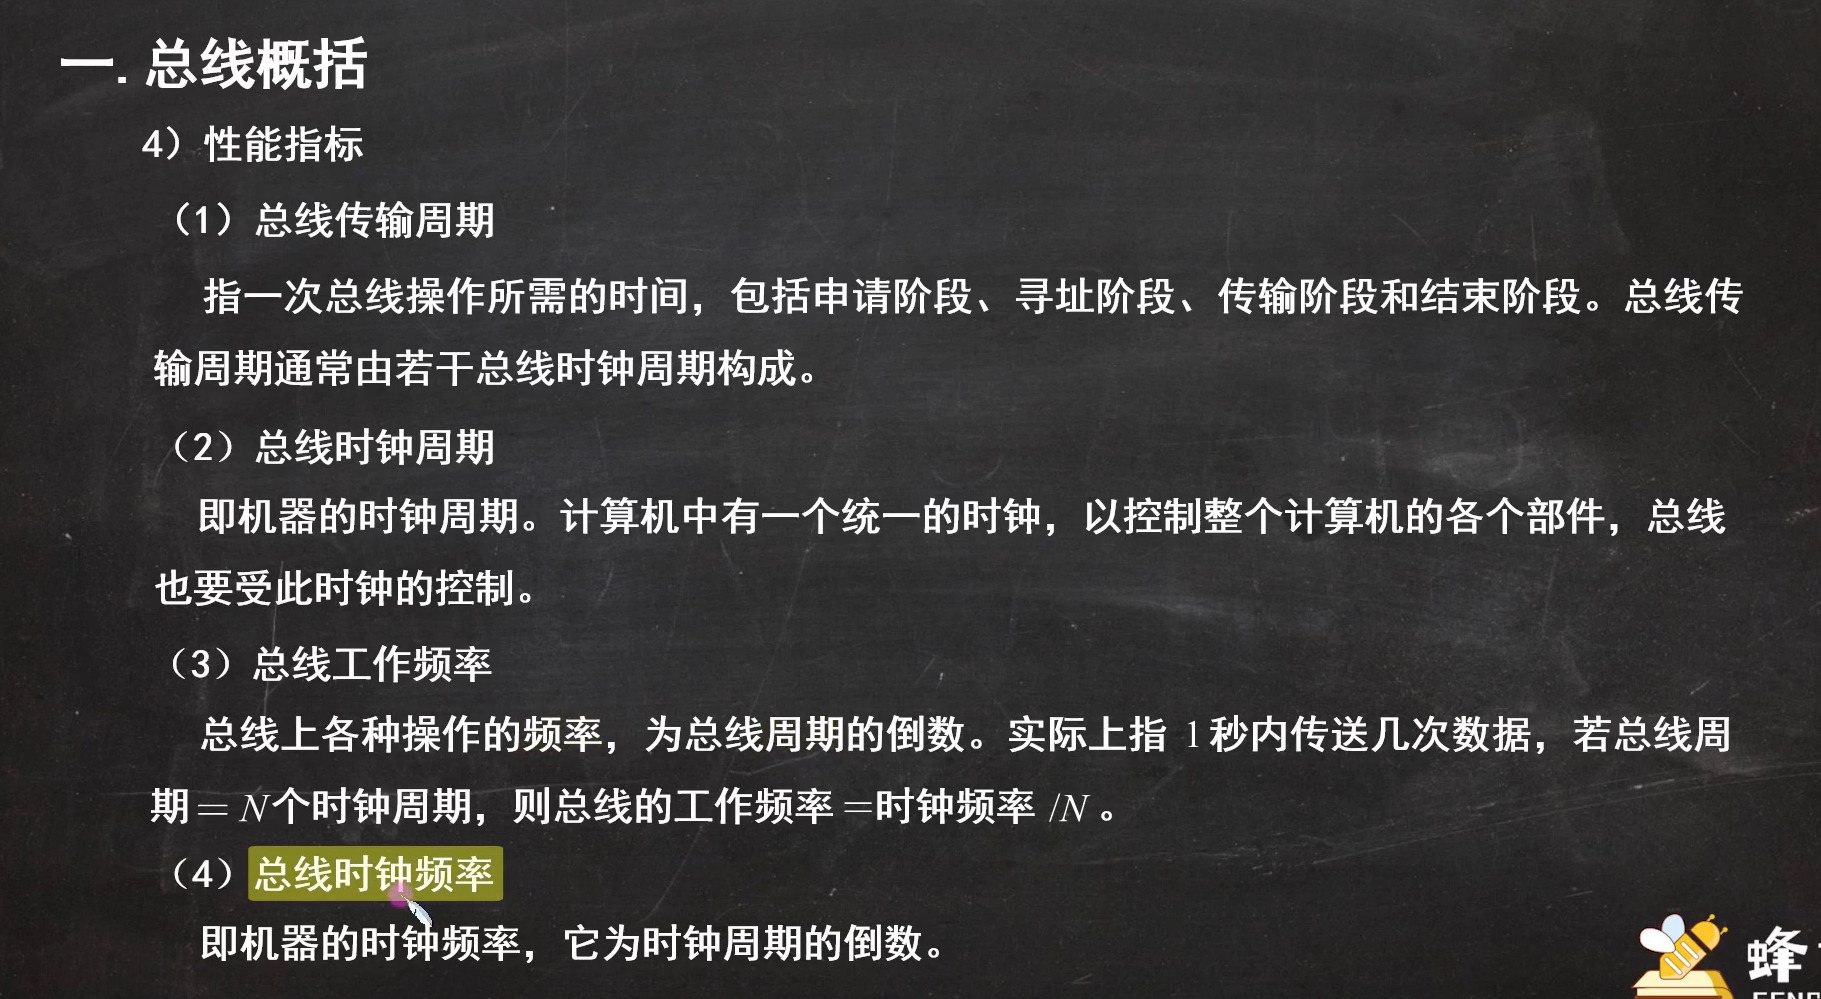 一. 总线概括
4）性能指标
（1）总线传输周期
指一次总线操作所需的时间，包括申请阶段、寻址阶段、传输阶段和结束阶段。总线传
输周期通常由若干总线时钟周期构成。
（2）总线时钟周期
即机器的时钟周期。计算机中有一个统一的时钟，以控制整个计算机的各个部件，总线
也要受此时钟的控制。
（3）总线工作频率
总线上各种操作的频率，为总线周期的倒数。实际上指 1 秒内传送几次数据，若总线周
期 = N个时钟周期，则总线的工作频率 =时钟频率 /N 。
（4）总线时钟频率
即机器的时钟频率，它为时钟周期的倒数。
蜂